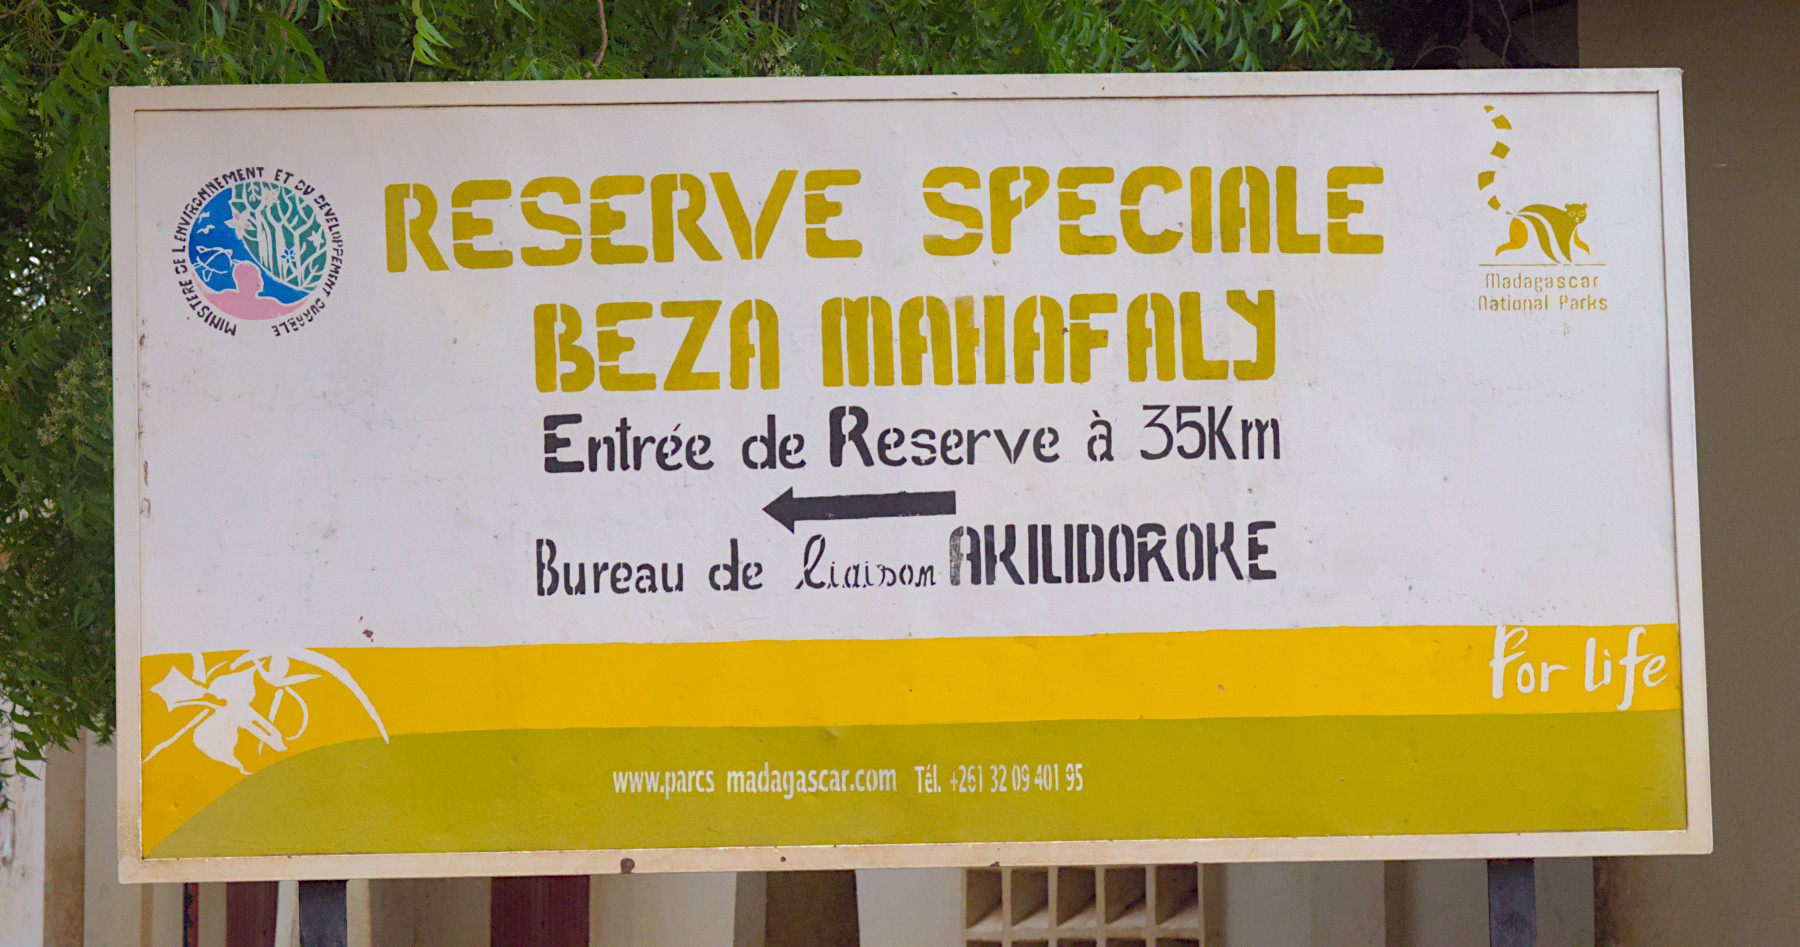 MINISTERE DE L'ENVIRONNEMENT ET DU DEVELOPPEMENT DURABLE
RESERVE SPECIALE
BEZA MAHAFALY
Madagascar
National Parks
Entrée de Reserve à 35Km
Bureau de liaison AKILIDOROKE
For life
www.parcs madagascar.com Tél. +261 32 09 401 95